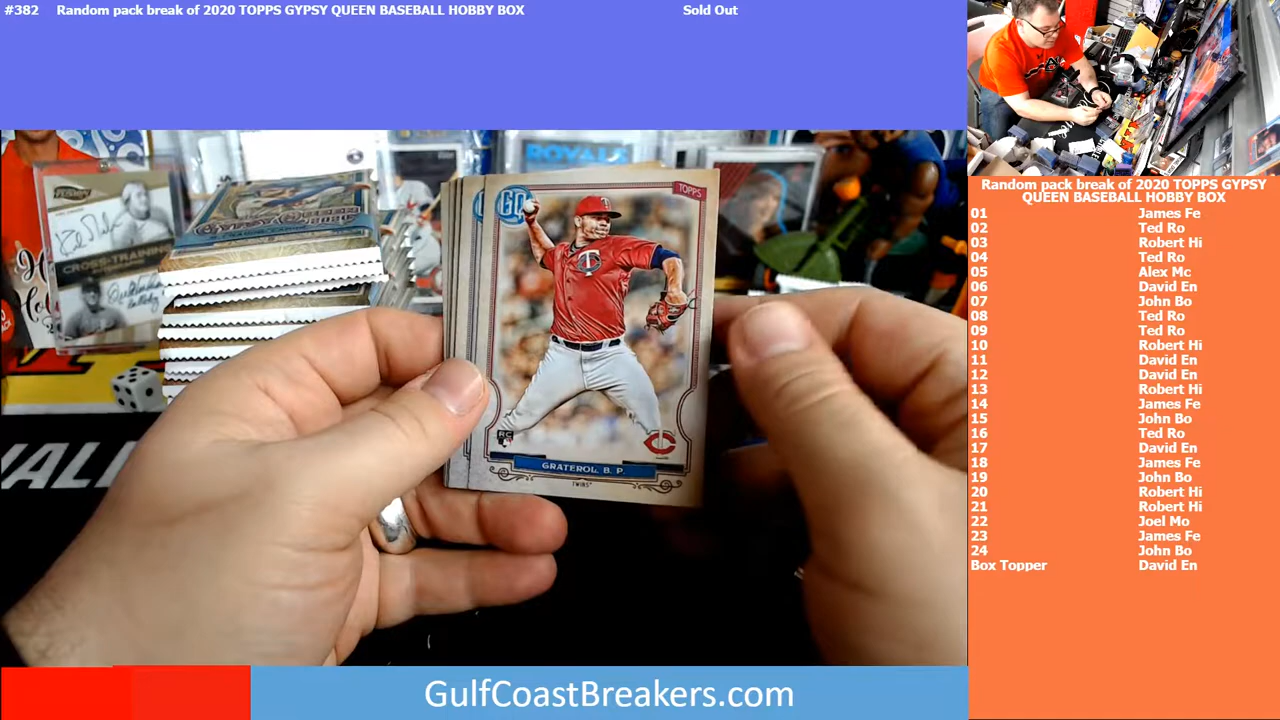 #382 Random pack break of 2020 TOPPS GYPSY QUEEN BASEBALL HOBBY BOX Sold Out
ROYALS
CROSS-TRAINING
GQ
TOPPS
T
RC
GRATEROL, B. P.
TWINS
GulfCoastBreakers.com
Random pack break of 2020 TOPPS GYPSY
QUEEN BASEBALL HOBBY BOX
01 James Fe
02 Ted Ro
03 Robert Hi
04 Ted Ro
05 Alex Mc
06 David En
07 John Bo
08 Ted Ro
09 Ted Ro
10 Robert Hi
11 David En
12 David En
13 Robert Hi
14 James Fe
15 John Bo
16 Ted Ro
17 David En
18 James Fe
19 John Bo
20 Robert Hi
21 Robert Hi
22 Joel Mo
23 James Fe
24 John Bo
Box Topper David En